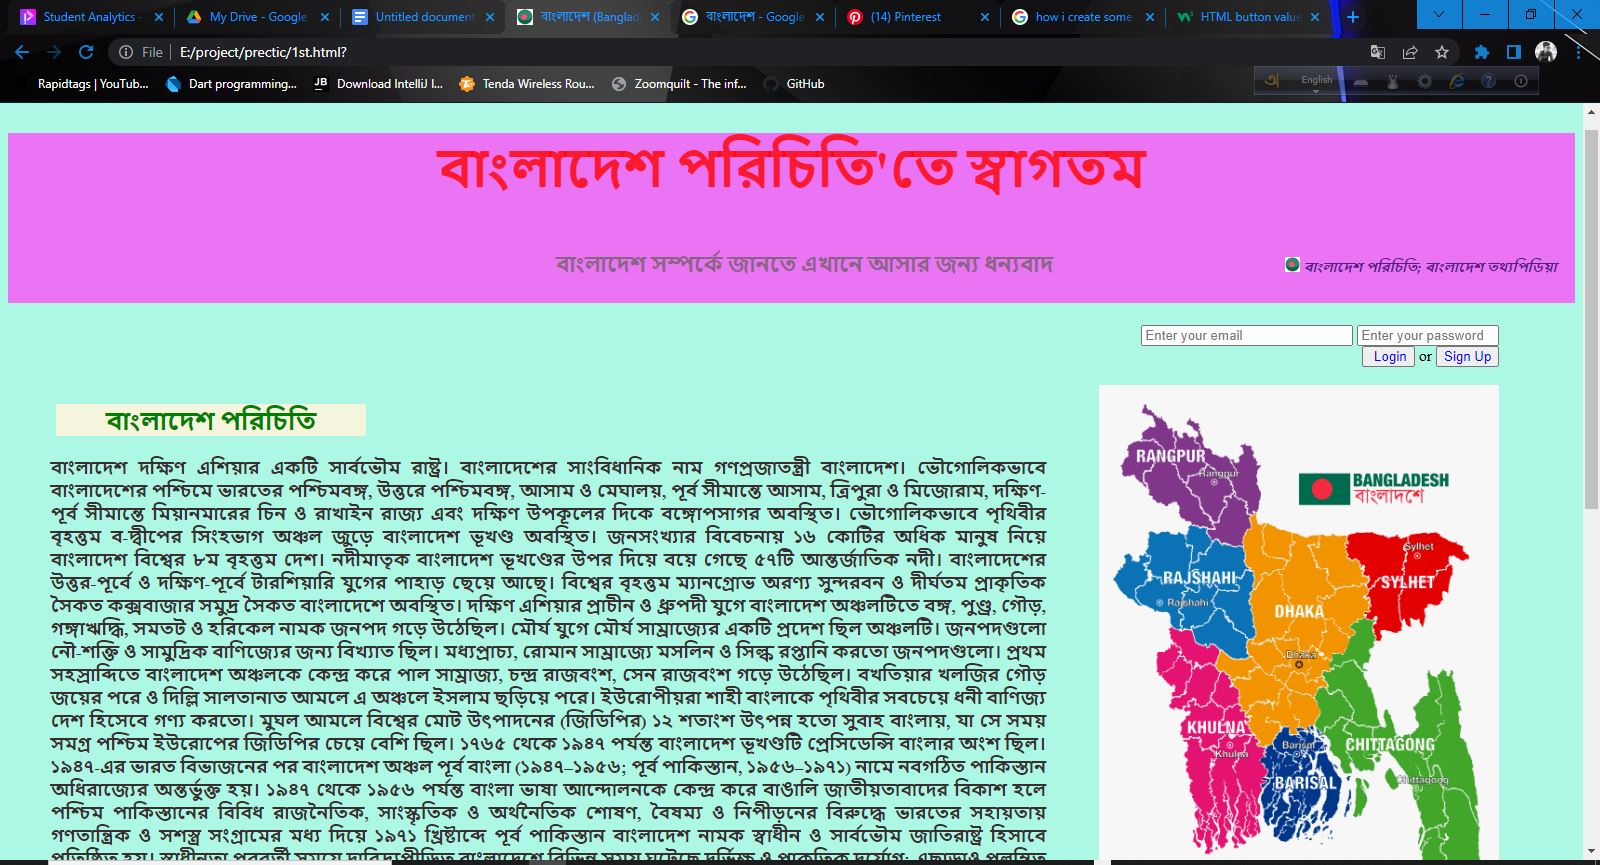 Student Analytics -
My Drive - Google
Untitled document
বাংলাদেশ (Banglad
বাংলাদেশ - Google
(14) Pinterest
how i create some
HTML button value
File
E:/project/prectic/1st.html?
Rapidtags | YouTub...
Dart programming...
Download IntelliJ I...
Tenda Wireless Rou...
Zoomquilt - The inf...
GitHub
English
বাংলাদেশ পরিচিতি'তে স্বাগতম
বাংলাদেশ সম্পর্কে জানতে এখানে আসার জন্য ধন্যবাদ
বাংলাদেশ পরিচিতি; বাংলাদেশ তথ্যপিডিয়া
Enter your email Enter your password
Login or Sign Up
বাংলাদেশ পরিচিতি
বাংলাদেশ দক্ষিণ এশিয়ার একটি সার্বভৌম রাষ্ট্র। বাংলাদেশের সাংবিধানিক নাম গণপ্রজাতন্ত্রী বাংলাদেশ। ভৌগোলিকভাবে
বাংলাদেশের পশ্চিমে ভারতের পশ্চিমবঙ্গ, উত্তরে পশ্চিমবঙ্গ, আসাম ও মেঘালয়, পূর্ব সীমান্তে আসাম, ত্রিপুরা ও মিজোরাম, দক্ষিণ-
পূর্ব সীমান্তে মিয়ানমারের চিন ও রাখাইন রাজ্য এবং দক্ষিণ উপকূলের দিকে বঙ্গোপসাগর অবস্থিত। ভৌগোলিকভাবে পৃথিবীর
বৃহত্তম ব-দ্বীপের সিংহভাগ অঞ্চল জুড়ে বাংলাদেশ ভূখণ্ড অবস্থিত। জনসংখ্যার বিবেচনায় ১৬ কোটির অধিক মানুষ নিয়ে
বাংলাদেশ বিশ্বের ৮ম বৃহত্তম দেশ। নদীমাতৃক বাংলাদেশ ভূখণ্ডের উপর দিয়ে বয়ে গেছে ৫৭টি আন্তর্জাতিক নদী। বাংলাদেশের
উত্তর-পূর্বে ও দক্ষিণ-পূর্বে টারশিয়ারি যুগের পাহাড় ছেয়ে আছে। বিশ্বের বৃহত্তম ম্যানগ্রোভ অরণ্য সুন্দরবন ও দীর্ঘতম প্রাকৃতিক
সৈকত কক্সবাজার সমুদ্র সৈকত বাংলাদেশে অবস্থিত। দক্ষিণ এশিয়ার প্রাচীন ও ধ্রুপদী যুগে বাংলাদেশ অঞ্চলটিতে বঙ্গ, পুণ্ড্র, গৌড়,
গঙ্গাঋদ্ধি, সমতট ও হরিকেল নামক জনপদ গড়ে উঠেছিল। মৌর্য যুগে মৌর্য সাম্রাজ্যের একটি প্রদেশ ছিল অঞ্চলটি। জনপদগুলো
নৌ-শক্তি ও সামুদ্রিক বাণিজ্যের জন্য বিখ্যাত ছিল। মধ্যপ্রাচ্য, রোমান সাম্রাজ্যে মসলিন ও সিল্ক রপ্তানি করতো জনপদগুলো। প্রথম
সহস্রাব্দিতে বাংলাদেশ অঞ্চলকে কেন্দ্র করে পাল সাম্রাজ্য, চন্দ্র রাজবংশ, সেন রাজবংশ গড়ে উঠেছিল। বখতিয়ার খলজির গৌড়
জয়ের পরে ও দিল্লি সালতানাত আমলে এ অঞ্চলে ইসলাম ছড়িয়ে পরে। ইউরোপীয়রা শাহী বাংলাকে পৃথিবীর সবচেয়ে ধনী বাণিজ্য
দেশ হিসেবে গণ্য করতো। মুঘল আমলে বিশ্বের মোট উৎপাদনের (জিডিপির) ১২ শতাংশ উৎপন্ন হতো সুবাহ বাংলায়, যা সে সময়
সমগ্র পশ্চিম ইউরোপের জিডিপির চেয়ে বেশি ছিল। ১৭৬৫ থেকে ১৯৪৭ পর্যন্ত বাংলাদেশ ভূখণ্ডটি প্রেসিডেন্সি বাংলার অংশ ছিল।
১৯৪৭-এর ভারত বিভাজনের পর বাংলাদেশ অঞ্চল পূর্ব বাংলা (১৯৪৭–১৯৫৬; পূর্ব পাকিস্তান, ১৯৫৬–১৯৭১) নামে নবগঠিত পাকিস্তান
অধিরাজ্যের অন্তর্ভুক্ত হয়। ১৯৪৭ থেকে ১৯৫৬ পর্যন্ত বাংলা ভাষা আন্দোলনকে কেন্দ্র করে বাঙালি জাতীয়তাবাদের বিকাশ হলে
পশ্চিম পাকিস্তানের বিবিধ রাজনৈতিক, সাংস্কৃতিক ও অর্থনৈতিক শোষণ, বৈষম্য ও নিপীড়নের বিরুদ্ধে ভারতের সহায়তায়
গণতান্ত্রিক ও সশস্ত্র সংগ্রামের মধ্য দিয়ে ১৯৭১ খ্রিষ্টাব্দে পূর্ব পাকিস্তান বাংলাদেশ নামক স্বাধীন ও সার্বভৌম জাতিরাষ্ট্র হিসাবে
RANGPUR
Rangpur
BANGLADESH
বাংলাদশে
Sylhet
SYLHET
RAJSHAHI
Rajshahi
DHAKA
Dhaka
KHULNA
Khulna
Barisal
BARISAL
CHITTAGONG
Chittagong